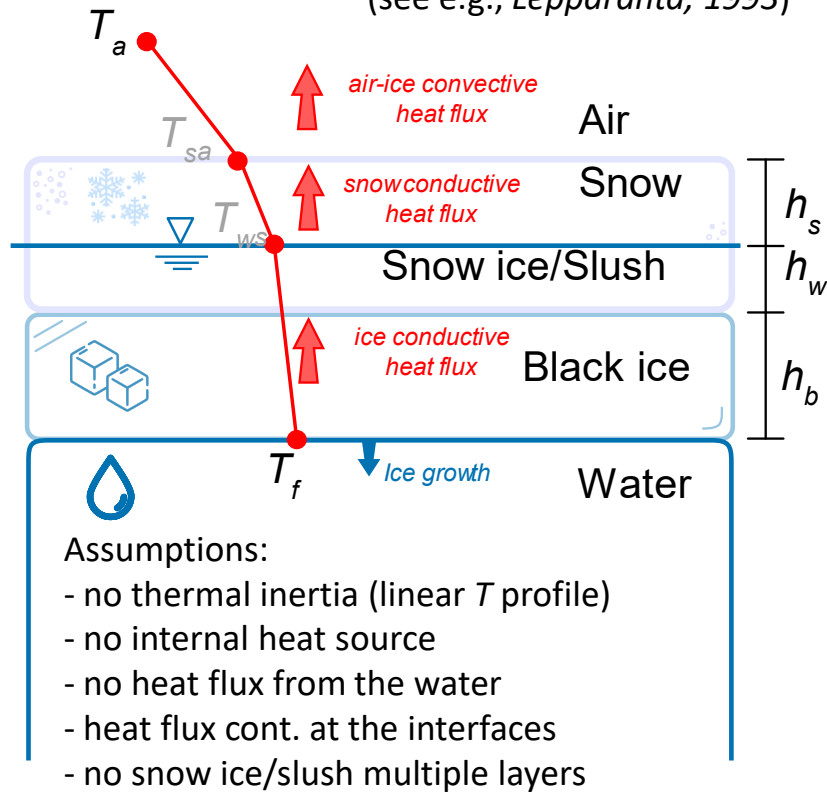 (see e.g., Leppäranta, 1993)
T_a
air-ice convective
heat flux
Air
T_sa
snow conductive
heat flux
Snow
h_s
T_ws
Snow ice/Slush
h_w
ice conductive
heat flux
Black ice
h_b
T_f
Ice growth
Water
Assumptions:
- no thermal inertia (linear T profile)
- no internal heat source
- no heat flux from the water
- heat flux cont. at the interfaces
- no snow ice/slush multiple layers